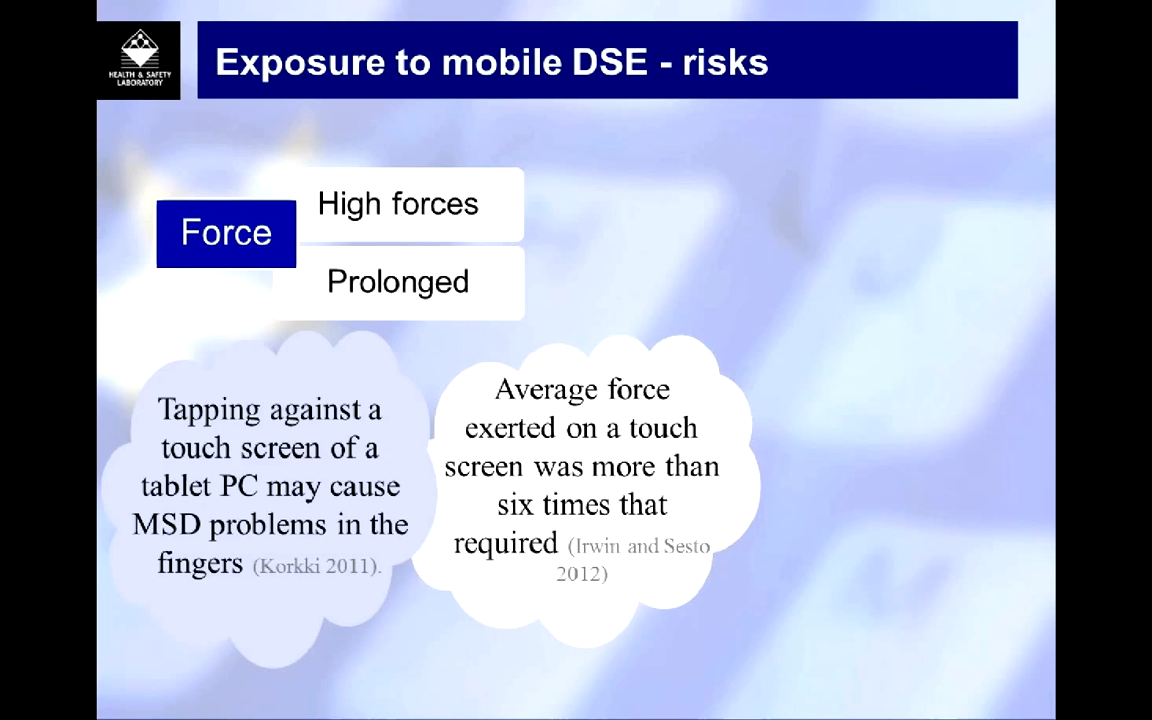 HEALTH & SAFETY
LABORATORY
Exposure to mobile DSE - risks
Force
High forces
Prolonged
Tapping against a
touch screen of a
tablet PC may cause
MSD problems in the
fingers (Korkki 2011).
Average force
exerted on a touch
screen was more than
six times that
required (Irwin and Sesto
2012)